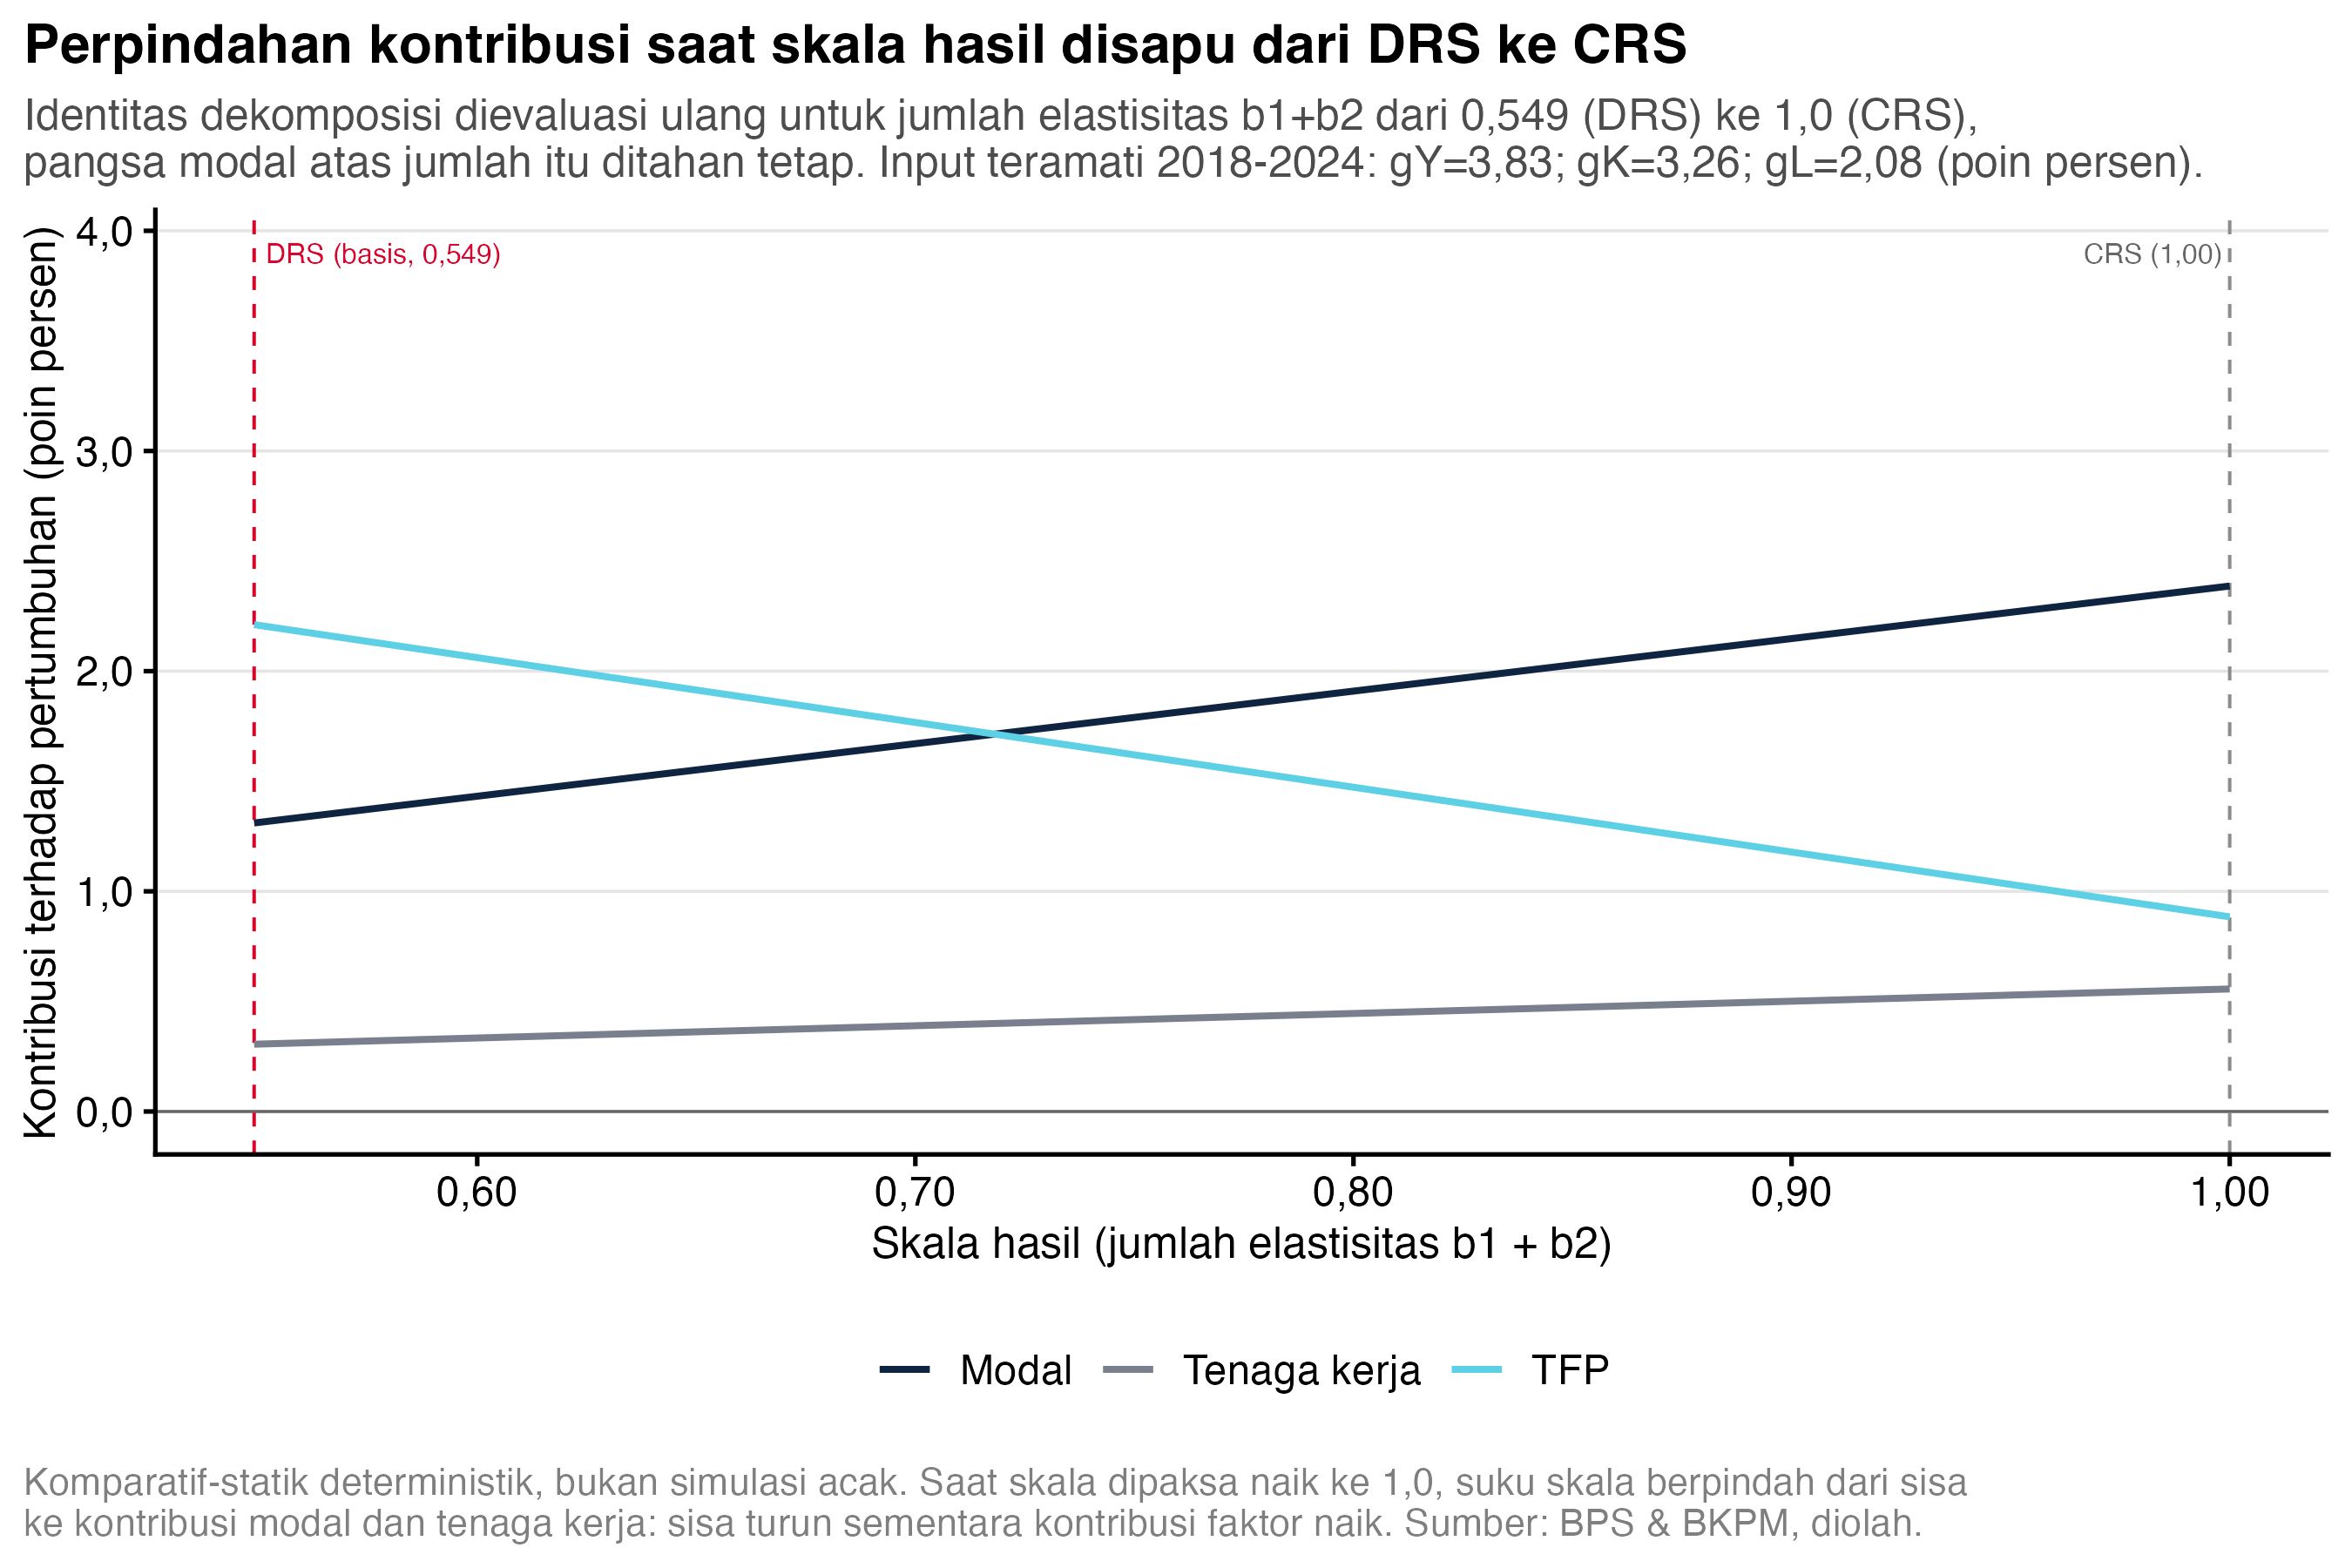 Perpindahan kontribusi saat skala hasil disapu dari DRS ke CRS
Identitas dekomposisi dievaluasi ulang untuk jumlah elastisitas b1+b2 dari 0,549 (DRS) ke 1,0 (CRS),
pangsa modal atas jumlah itu ditahan tetap. Input teramati 2018-2024: gY=3,83; gK=3,26; gL=2,08 (poin persen).
Kontribusi terhadap pertumbuhan (poin persen)
4,0
3,0
2,0
1,0
0,0
DRS (basis, 0,549)
CRS (1,00)
0,60
0,70
0,80
0,90
1,00
Skala hasil (jumlah elastisitas b1 + b2)
Modal
Tenaga kerja
TFP
Komparatif-statik deterministik, bukan simulasi acak. Saat skala dipaksa naik ke 1,0, suku skala berpindah dari sisa
ke kontribusi modal dan tenaga kerja: sisa turun sementara kontribusi faktor naik. Sumber: BPS & BKPM, diolah.